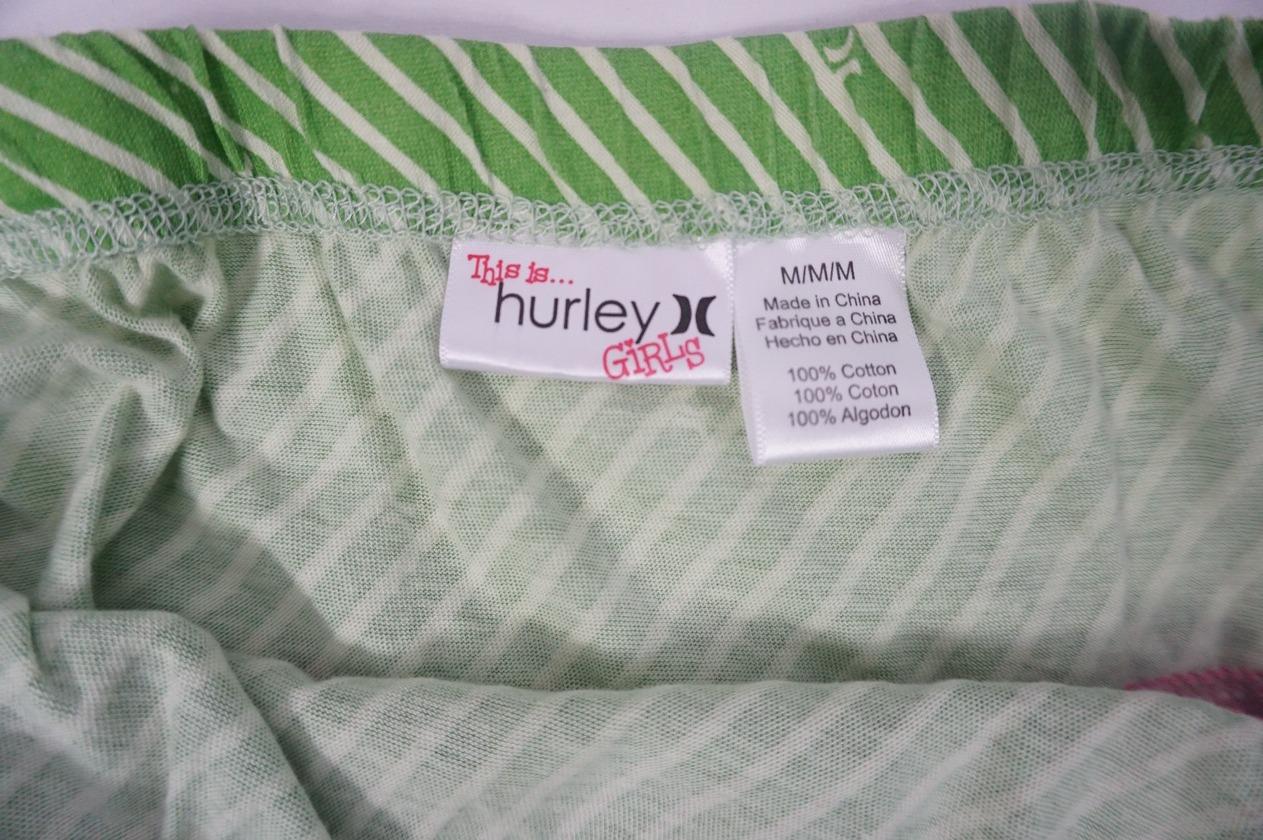 This is...
hurley
GiRLS
M/M/M
Made in China
Fabrique a China
Hecho en China
100% Cotton
100% Coton
100% Algodon